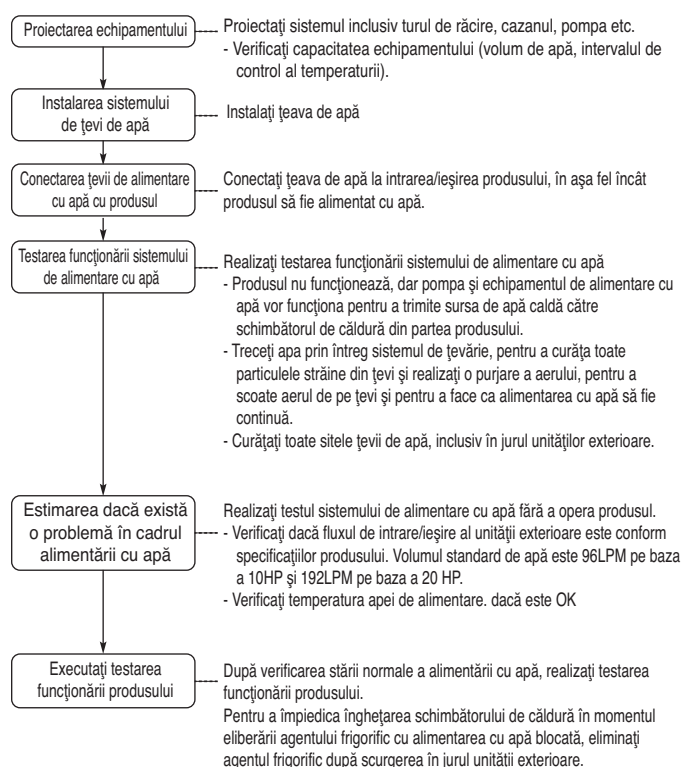 Proiectarea echipamentului
Proiectaţi sistemul inclusiv turul de răcire, cazanul, pompa etc.
- Verificaţi capacitatea echipamentului (volum de apă, intervalul de
control al temperaturii).
Instalarea sistemului
de ţevi de apă
Instalaţi ţeava de apă
Conectarea ţevii de alimentare
cu apă cu produsul
Conectaţi ţeava de apă la intrarea/ieşirea produsului, în aşa fel încât
produsul să fie alimentat cu apă.
Testarea funcţionării sistemului
de alimentare cu apă
Realizaţi testarea funcţionării sistemului de alimentare cu apă
- Produsul nu funcţionează, dar pompa şi echipamentul de alimentare cu
apă vor funcţiona pentru a trimite sursa de apă caldă către
schimbătorul de căldură din partea produsului.
- Treceţi apa prin întreg sistemul de ţevărie, pentru a curăţa toate
particulele străine din ţevi şi realizaţi o purjare a aerului, pentru a
scoate aerul de pe ţevi şi pentru a face ca alimentarea cu apă să fie
continuă.
- Curăţaţi toate sitele ţevii de apă, inclusiv în jurul unităţilor exterioare.
Estimarea dacă există
o problemă în cadrul
alimentării cu apă
Realizaţi testul sistemului de alimentare cu apă fără a opera produsul.
- Verificaţi dacă fluxul de intrare/ieşire al unităţii exterioare este conform
specificaţiilor produsului. Volumul standard de apă este 96LPM pe baza
a 10HP şi 192LPM pe baza a 20 HP.
- Verificaţi temperatura apei de alimentare. dacă este OK
Executaţi testarea
funcţionării produsului
După verificarea stării normale a alimentării cu apă, realizaţi testarea
funcţionării produsului.
Pentru a împiedica îngheţarea schimbătorului de căldură în momentul
eliberării agentului frigorific cu alimentarea cu apă blocată, eliminaţi
agentul frigorific după scurgerea în jurul unităţii exterioare.